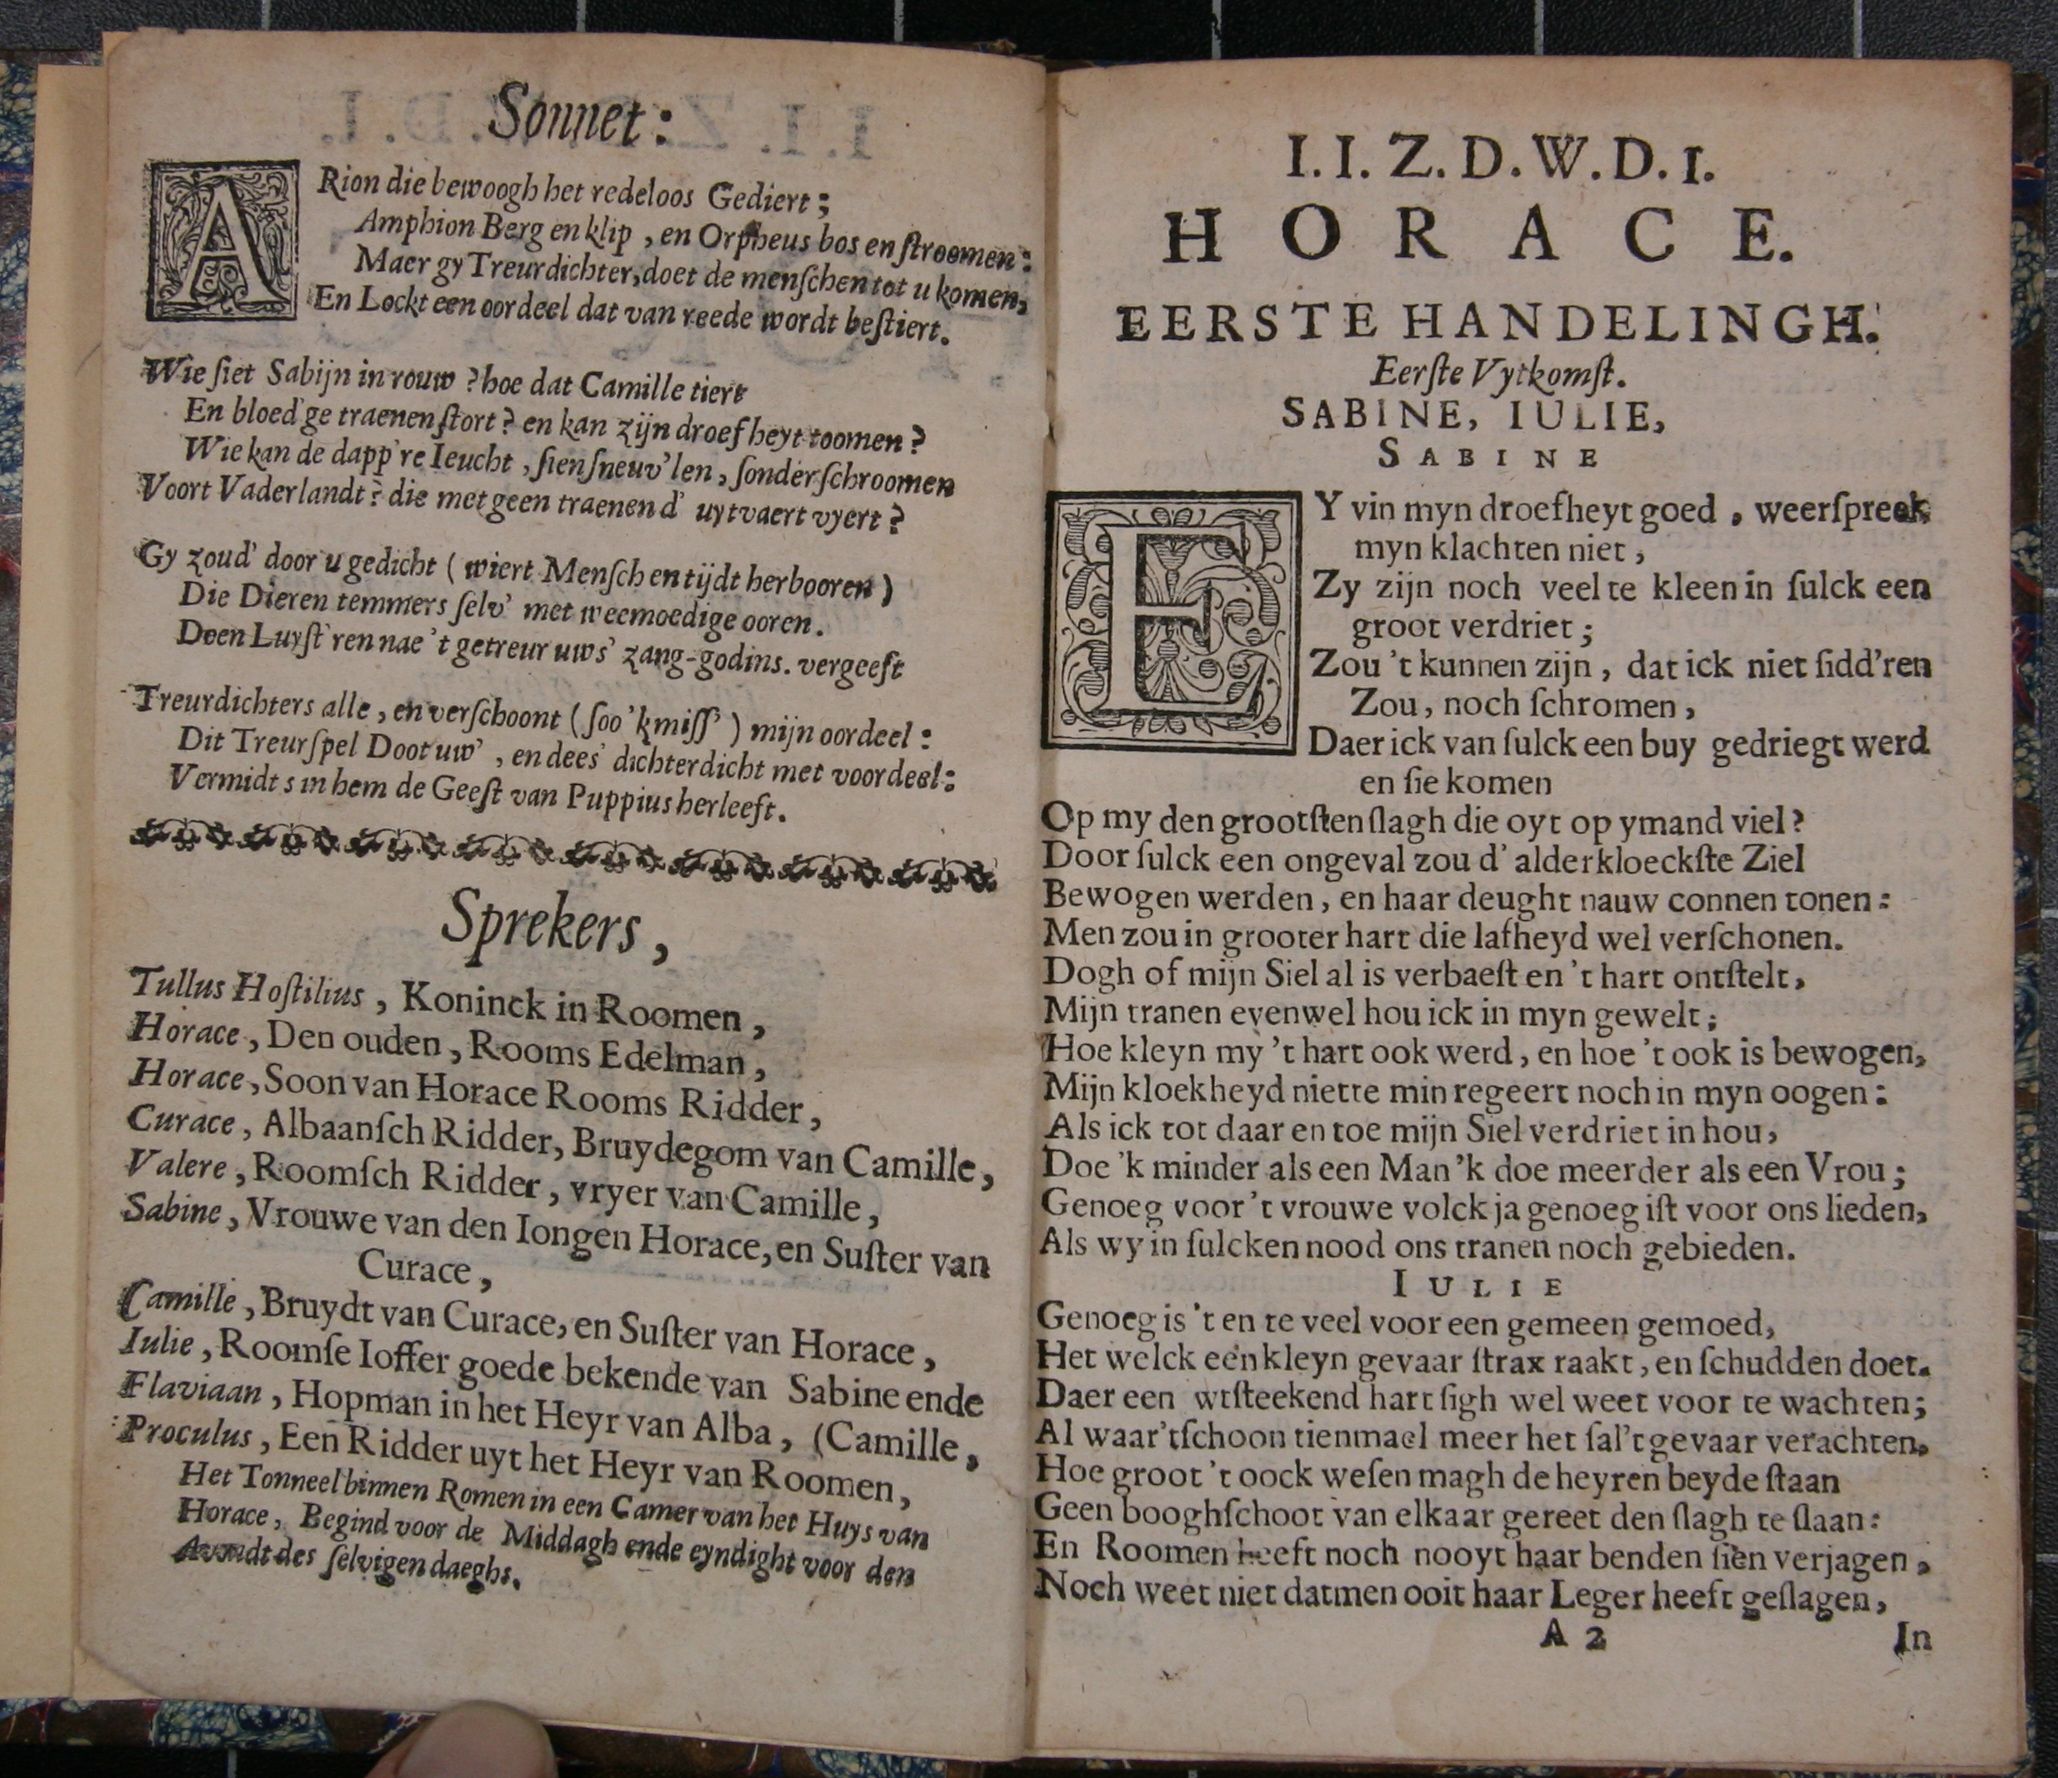 Sonnet:
ARion die bewoogh het redeloos Gediert;
Amphion Berg en klip, en Orpheus bos en ſtroomen:
Maer gy Treurdichter, doet de menſchen tot u komen,
En Lockt een oordeel dat van reede wordt beſtiert.
Wie ſiet Sabijn in rouw? hoe dat Camille tiert
En bloed'ge traenen ſtort? en kan zijn droefheyt toomen?
Wie kan de dapp're Ieucht, ſien ſneuv'len, ſonder ſchroomen
Voort Vaderlandt? die met geen traenen d' uytvaert vyert?
Gy zoud' door u gedicht (wiert Menſch en tijdt herbooren)
Die Dieren temmers ſelv' met weemoedige ooren.
Doen Luyſt'ren nae 't getreur uws' zang-godins. vergeeft
Treurdichters alle, en verſchoont (ſoo 'k miſſ') mijn oordeel:
Dit Treurſpel Doot uw', en dees' dichter dicht met voordeel:
Vermidts in hem de Geeſt van Puppius herleeft.
Sprekers,
Tullus Hoſtilius, Koninck in Roomen,
Horace, Den ouden, Rooms Edelman,
Horace, Soon van Horace Rooms Ridder,
Curace, Albaanſch Ridder, Bruydegom van Camille,
Valere, Roomſch Ridder, vryer van Camille,
Sabine, Vrouwe van den Iongen Horace, en Suſter van
Curace,
Camille, Bruydt van Curace, en Suſter van Horace,
Iulie, Roomſe Ioffer goede bekende van Sabine ende
Flaviaan, Hopman in het Heyr van Alba, (Camille,
Proculus, Een Ridder uyt het Heyr van Roomen,
Het Tonneel binnen Romen in een Camer van het Huys van
Horace, Begind voor de Middagh ende eyndight voor den
Avondt des ſelvigen daeghs.
I. I. Z. D. W. D. I.
HORACE.
EERSTE HANDELINGH.
Eerſte Vytkomſt.
SABINE, IULIE,
SABINE
EY vin myn droefheyt goed, weerſpreek
myn klachten niet,
Zy zijn noch veel te kleen in ſulck een
groot verdriet;
Zou 't kunnen zijn, dat ick niet ſidd'ren
Zou, noch ſchromen,
Daer ick van ſulck een buy gedriegt werd
en ſie komen
Op my den grootſten ſlagh die oyt op ymand viel?
Door ſulck een ongeval zou d' alderkloeckſte Ziel
Bewogen werden, en haar deught nauw connen tonen:
Men zou in grooter hart die lafheyd wel verſchonen.
Dogh of mijn Siel al is verbaeſt en 't hart ontſtelt,
Mijn tranen evenwel hou ick in myn gewelt;
Hoe kleyn my 't hart ook werd, en hoe 't ook is bewogen,
Mijn kloekheyd niet te min regeert noch in myn oogen:
Als ick tot daar en toe mijn Siel verdriet in hou,
Doe 'k minder als een Man 'k doe meerder als een Vrou;
Genoeg voor 't vrouwe volck ja genoeg iſt voor ons lieden,
Als wy in ſulcken nood ons tranen noch gebieden.
IULIE
Genoeg is 't en te veel voor een gemeen gemoed,
Het welck een kleyn gevaar ſtrax raakt, en ſchudden doet.
Daer een wtſteekend hart ſigh wel weet voor te wachten;
Al waar'tſchoon tienmael meer het ſal't gevaar verachten,
Hoe groot 't oock weſen magh de heyren beyde ſtaan
Geen booghſchoot van elkaar gereet den ſlagh te ſlaan:
En Roomen heeft noch nooyt haar benden ſien verjagen,
Noch weet niet datmen ooit haar Leger heeft geſlagen,
A 2
In